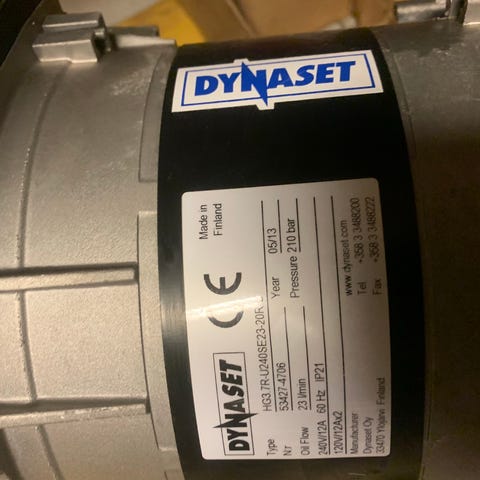 DYNASET
DYNASET
CE
Made in
Finland
Type HG3.7R-U240SE23-20R
Nr 53427-4706 Year 05/13
Oil Flow 23 l/min Pressure 210 bar
240V/12A 60 Hz IP21
120V/12Ax2
Manufacturer www.dynaset.com
Dynaset Oy Tel +358 3 3488200
33470 Ylöjärvi Finland Fax +358 3 3488222